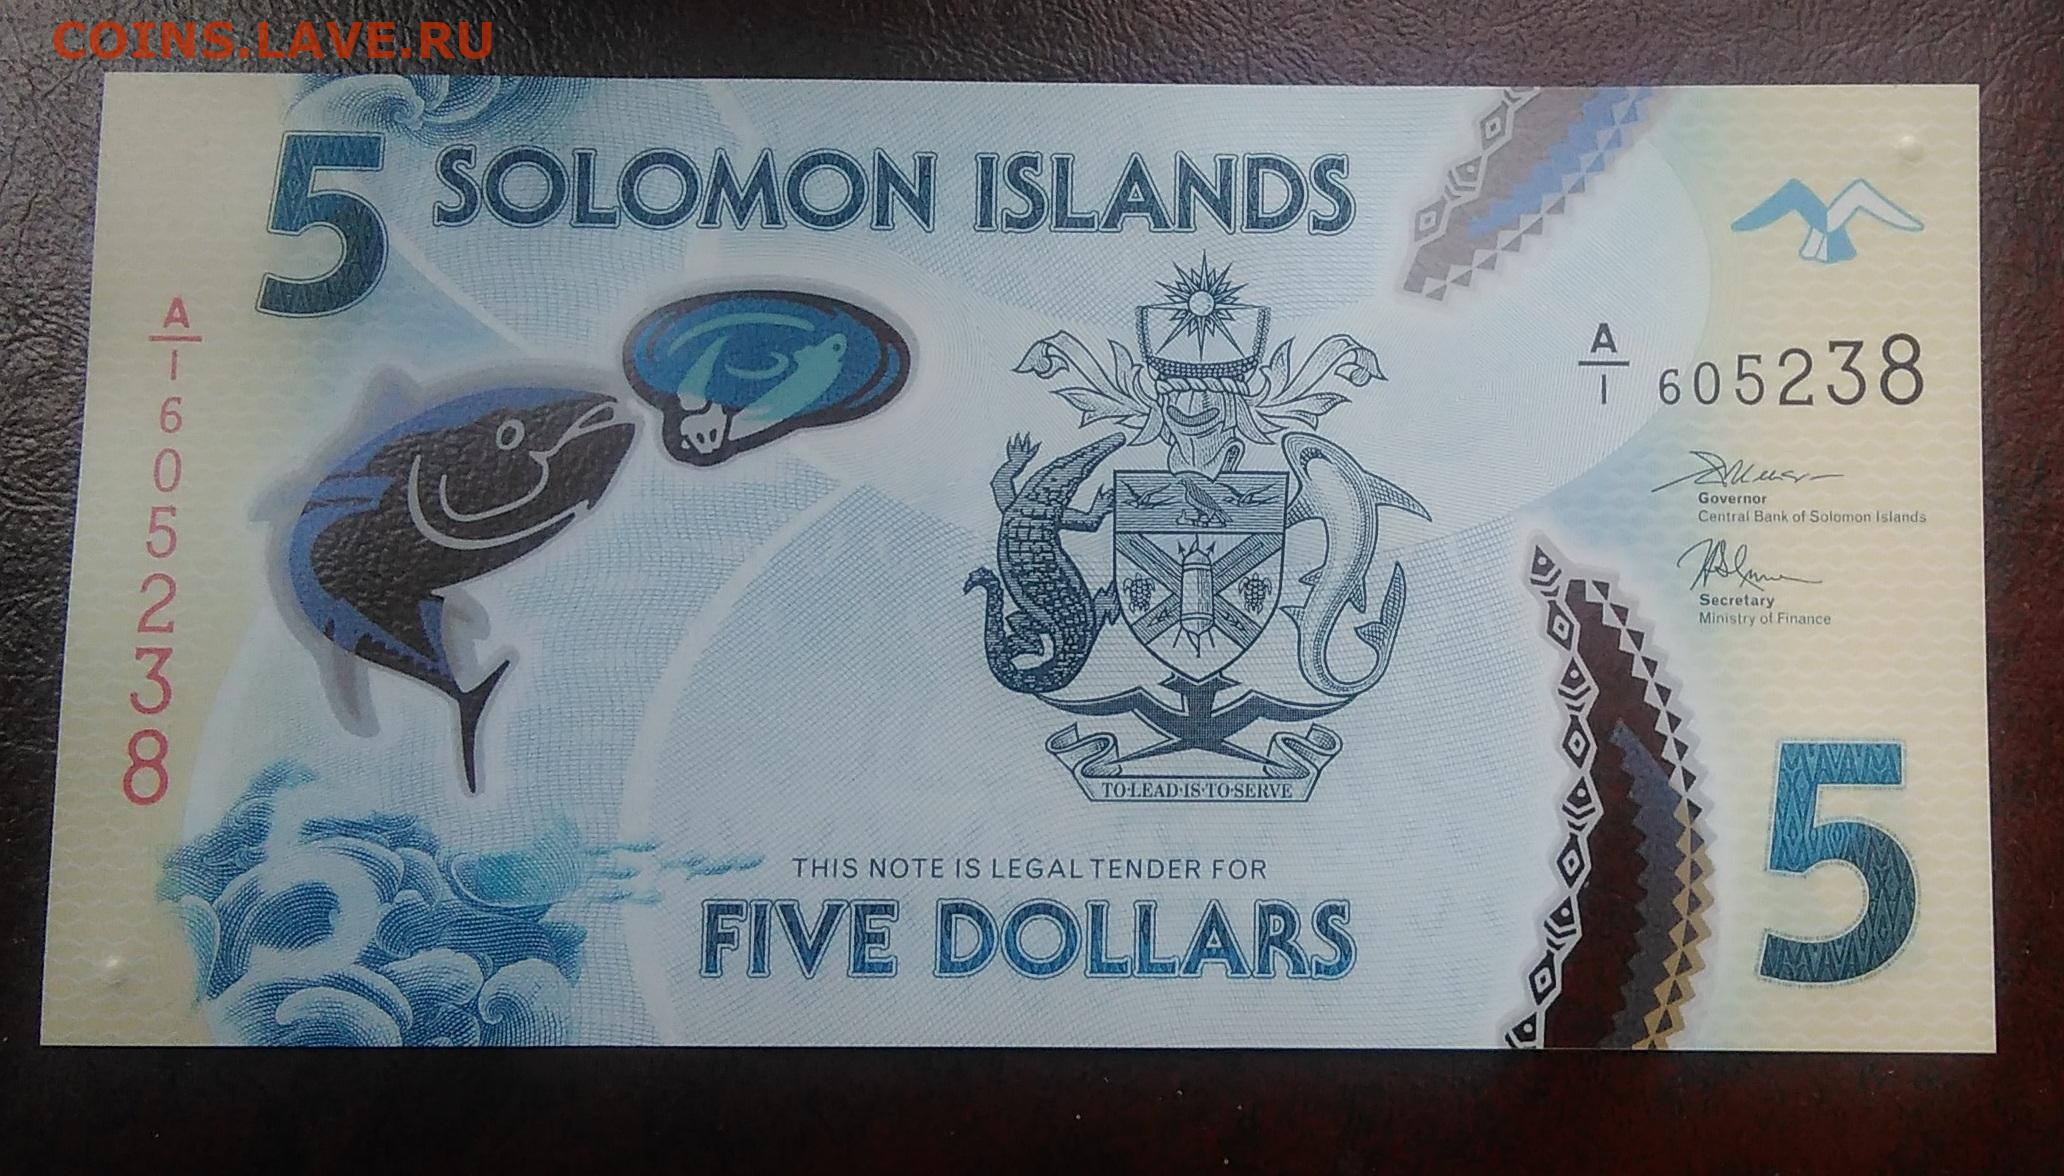 COINS.LAVE.RU
5 SOLOMON ISLANDS
A/1 605238
A/1 605238
Governor
Central Bank of Solomon Islands
Secretary
Ministry of Finance
TO·LEAD·IS·TO·SERVE
THIS NOTE IS LEGAL TENDER FOR
FIVE DOLLARS
5